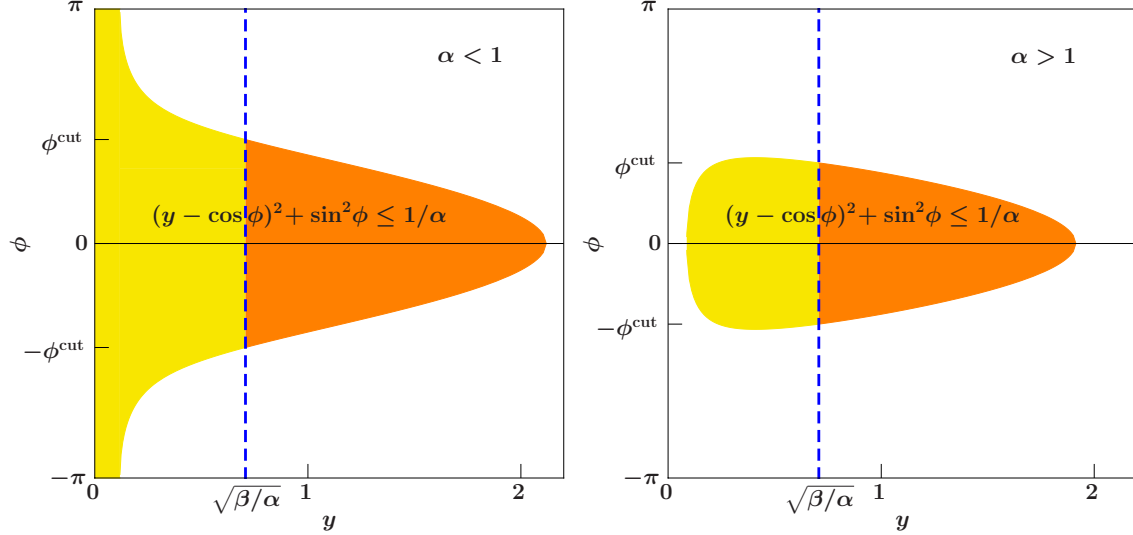 π
α < 1
ϕ^cut
(y − cos ϕ)² + sin²ϕ ≤ 1/α
ϕ
0
−ϕ^cut
−π
0
√(β/α)
1
2
y
π
α > 1
ϕ^cut
(y − cos ϕ)² + sin²ϕ ≤ 1/α
ϕ
0
−ϕ^cut
−π
0
√(β/α)
1
2
y